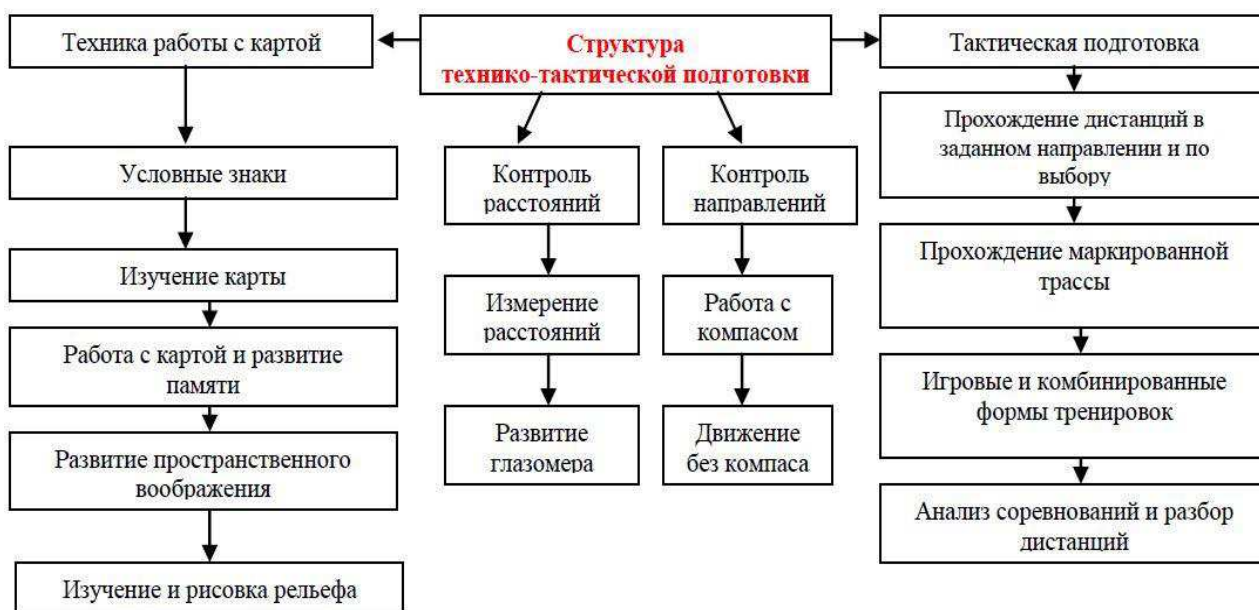 Техника работы с картой
Структура
технико-тактической подготовки
Тактическая подготовка
Условные знаки
Изучение карты
Работа с картой и развитие
памяти
Развитие пространственного
воображения
Изучение и рисовка рельефа
Контроль
расстояний
Измерение
расстояний
Развитие
глазомера
Контроль
направлений
Работа с
компасом
Движение
без компаса
Прохождение дистанций в
заданном направлении и по
выбору
Прохождение маркированной
трассы
Игровые и комбинированные
формы тренировок
Анализ соревнований и разбор
дистанций